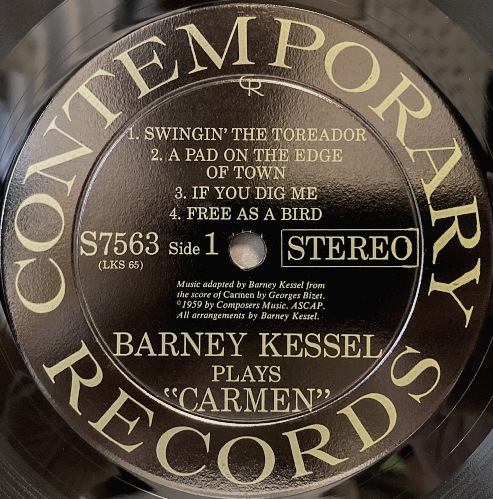 CONTEMPORARY
CR
1. SWINGIN' THE TOREADOR
2. A PAD ON THE EDGE
OF TOWN
3. IF YOU DIG ME
4. FREE AS A BIRD
S7563 Side 1 STEREO
(LKS 65)
Music adapted by Barney Kessel from
the score of Carmen by Georges Bizet.
©1959 by Composers Music. ASCAP.
All arrangements by Barney Kessel.
BARNEY KESSEL
PLAYS
"CARMEN"
RECORDS